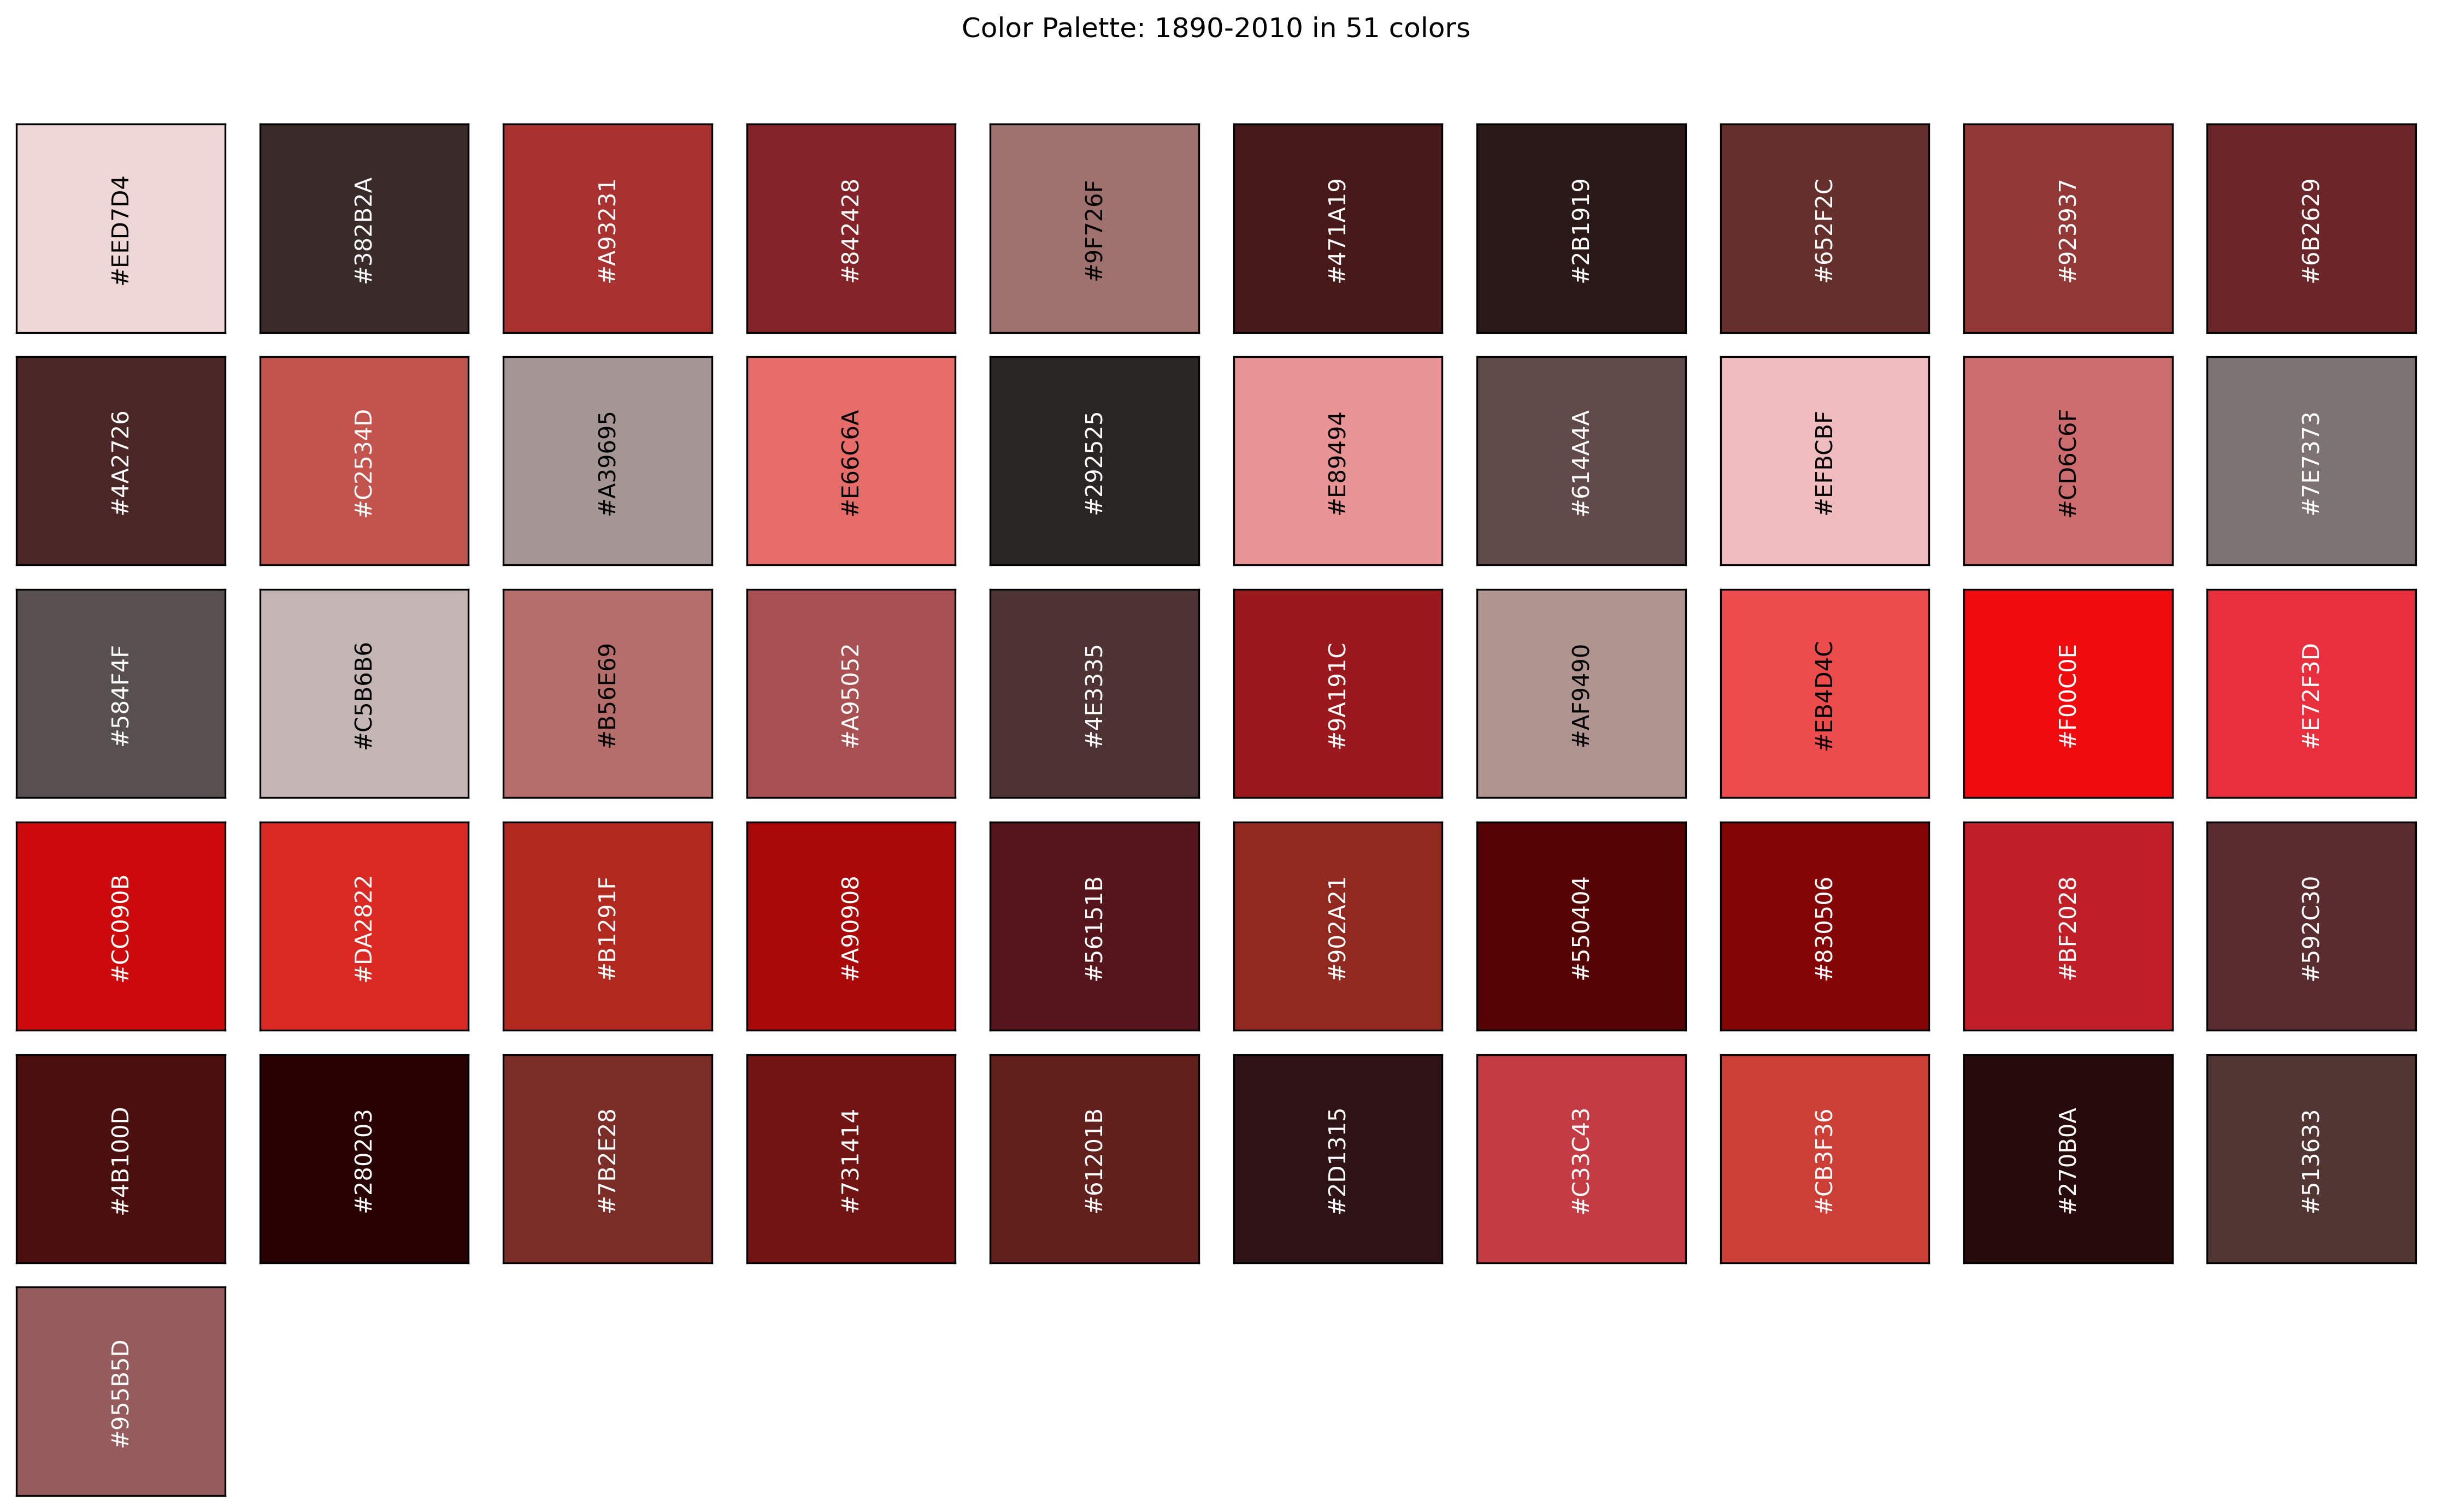 Color Palette: 1890-2010 in 51 colors
#EED7D4
#382B2A
#A93231
#842428
#9F726F
#471A19
#2B1919
#652F2C
#923937
#6B2629
#4A2726
#C2534D
#A39695
#E66C6A
#292525
#E89494
#614A4A
#EFBCBF
#CD6C6F
#7E7373
#584F4F
#C5B6B6
#B56E69
#A95052
#4E3335
#9A191C
#AF9490
#EB4D4C
#F00C0E
#E72F3D
#CC090B
#DA2822
#B1291F
#A90908
#56151B
#902A21
#550404
#830506
#BF2028
#592C30
#4B100D
#280203
#7B2E28
#731414
#61201B
#2D1315
#C33C43
#CB3F36
#270B0A
#513633
#955B5D